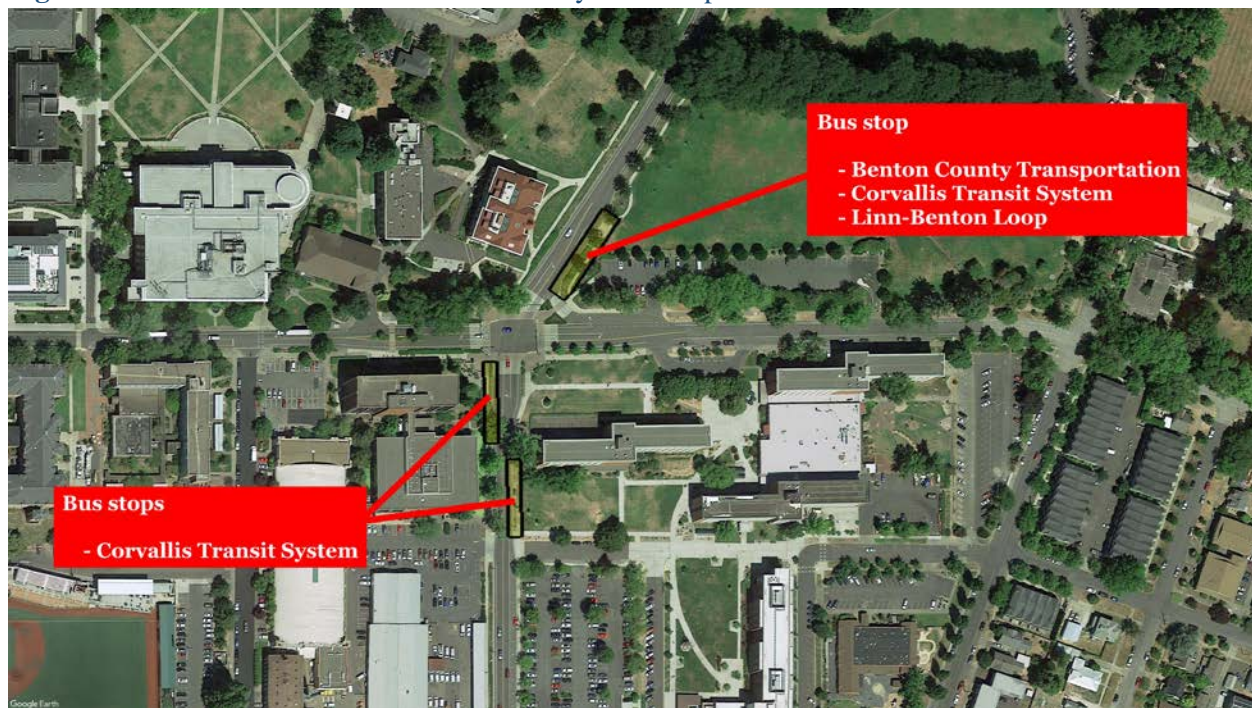 Bus stop
- Benton County Transportation
- Corvallis Transit System
- Linn-Benton Loop
Bus stops
- Corvallis Transit System
Google Earth